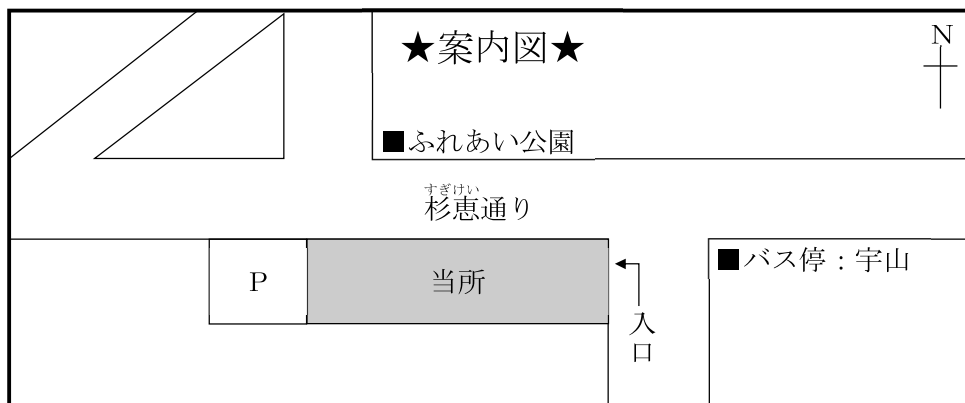 ★案内図★
N
■ふれあい公園
すぎけい
杉恵通り
■バス停：宇山
P
当所
入口